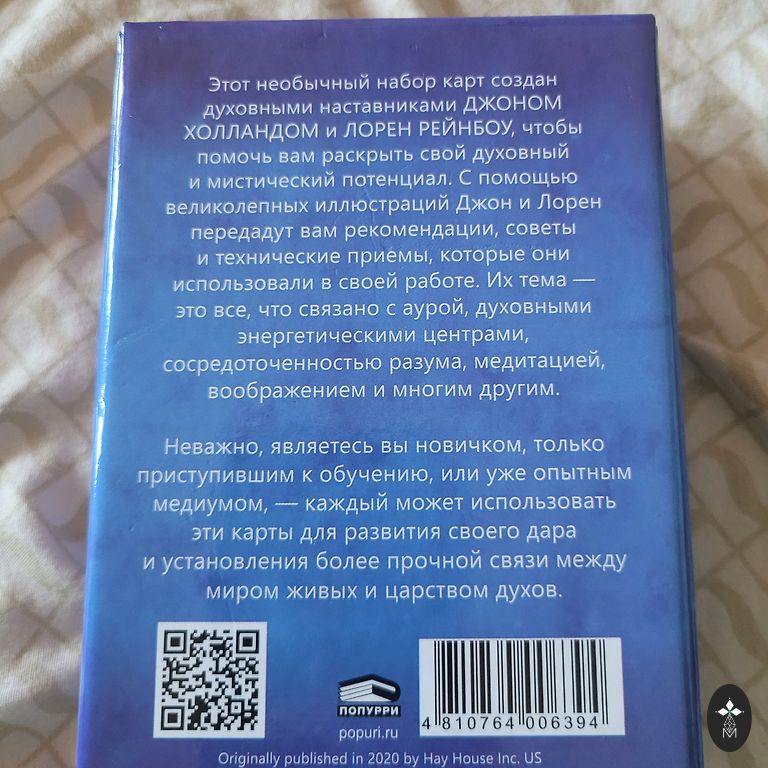 Этот необычный набор карт создан
духовными наставниками ДЖОНОМ
ХОЛЛАНДОМ и ЛОРЕН РЕЙНБОУ, чтобы
помочь вам раскрыть свой духовный
и мистический потенциал. С помощью
великолепных иллюстраций Джон и Лорен
передадут вам рекомендации, советы
и технические приемы, которые они
использовали в своей работе. Их тема —
это все, что связано с аурой, духовными
энергетическими центрами,
сосредоточенностью разума, медитацией,
воображением и многим другим.
Неважно, являетесь вы новичком, только
приступившим к обучению, или уже опытным
медиумом, — каждый может использовать
эти карты для развития своего дара
и установления более прочной связи между
миром живых и царством духов.
ПОПУРРИ
popuri.ru
4 810764 006394
Originally published in 2020 by Hay House Inc. US